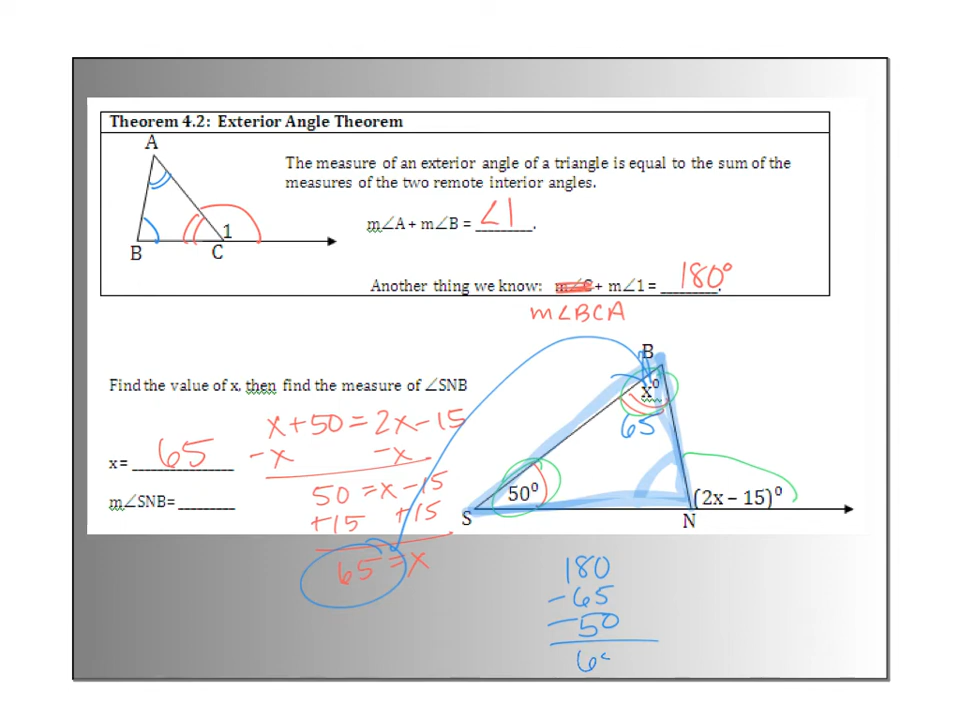 Theorem 4.2: Exterior Angle Theorem
A
The measure of an exterior angle of a triangle is equal to the sum of the
measures of the two remote interior angles.
m∠A + m∠B = ∠1.
1
B
C
Another thing we know: m∠C + m∠1 = 180°.
m∠BCA
B
Find the value of x, then find the measure of ∠SNB
x°
x+50=2x-15
65
x= 65
-x -x
50=x-15
50°
(2x – 15)°
m∠SNB=
+15 +15
S
N
65=x
180
-65
-50